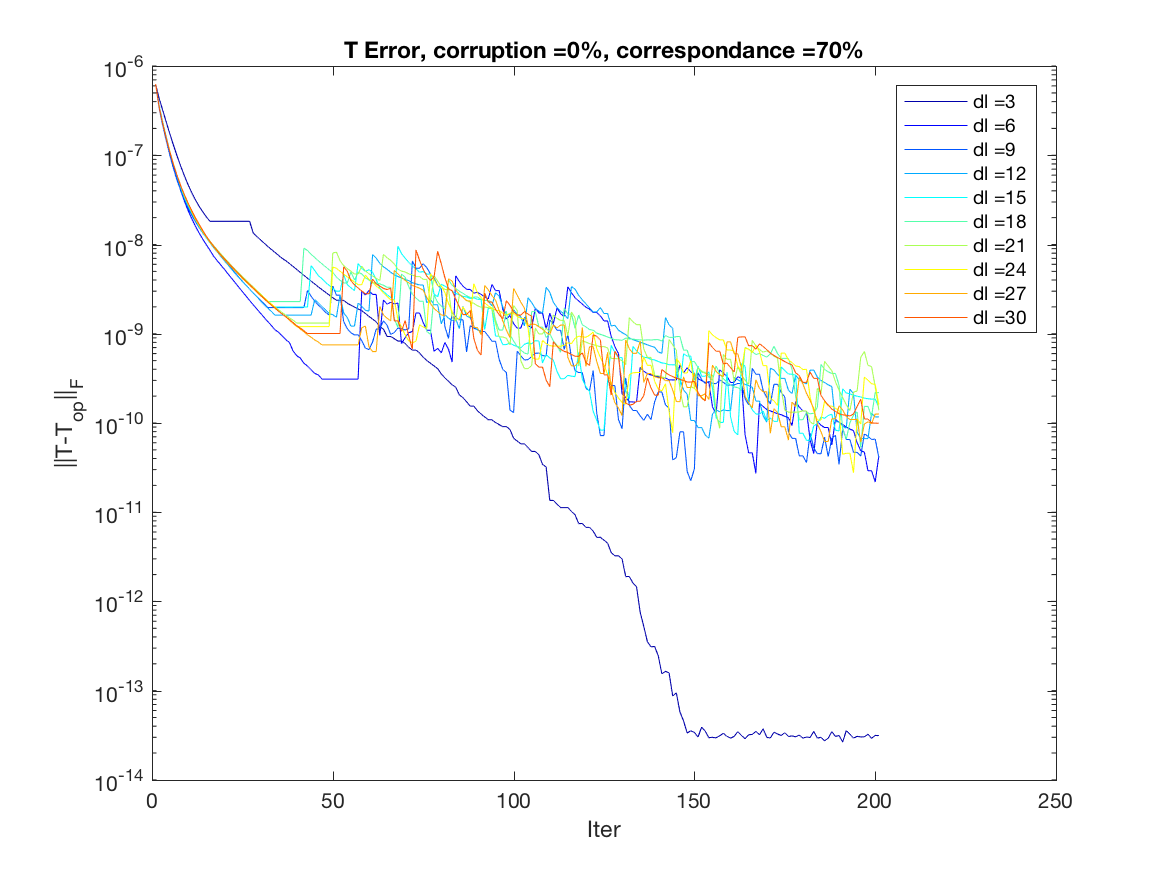 T Error, corruption =0%, correspondance =70%
10^-6
10^-7
10^-8
10^-9
10^-10
10^-11
10^-12
10^-13
10^-14
||T-T_op||_F
0 50 100 150 200 250
Iter
dl =3
dl =6
dl =9
dl =12
dl =15
dl =18
dl =21
dl =24
dl =27
dl =30